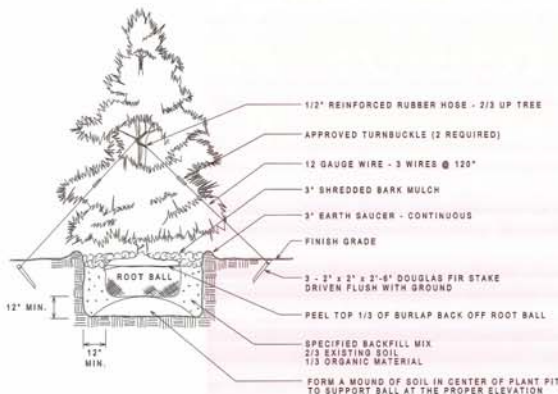 1/2" REINFORCED RUBBER HOSE - 2/3 UP TREE
APPROVED TURNBUCKLE (2 REQUIRED)
12 GAUGE WIRE - 3 WIRES @ 120°
3" SHREDDED BARK MULCH
3" EARTH SAUCER - CONTINUOUS
FINISH GRADE
ROOT BALL
3 - 2" x 2" x 2'-6" DOUGLAS FIR STAKE
DRIVEN FLUSH WITH GROUND
12" MIN.
PEEL TOP 1/3 OF BURLAP BACK OFF ROOT BALL
SPECIFIED BACKFILL MIX
2/3 EXISTING SOIL
1/3 ORGANIC MATERIAL
12"
MIN.
FORM A MOUND OF SOIL IN CENTER OF PLANT PIT
TO SUPPORT BALL AT THE PROPER ELEVATION